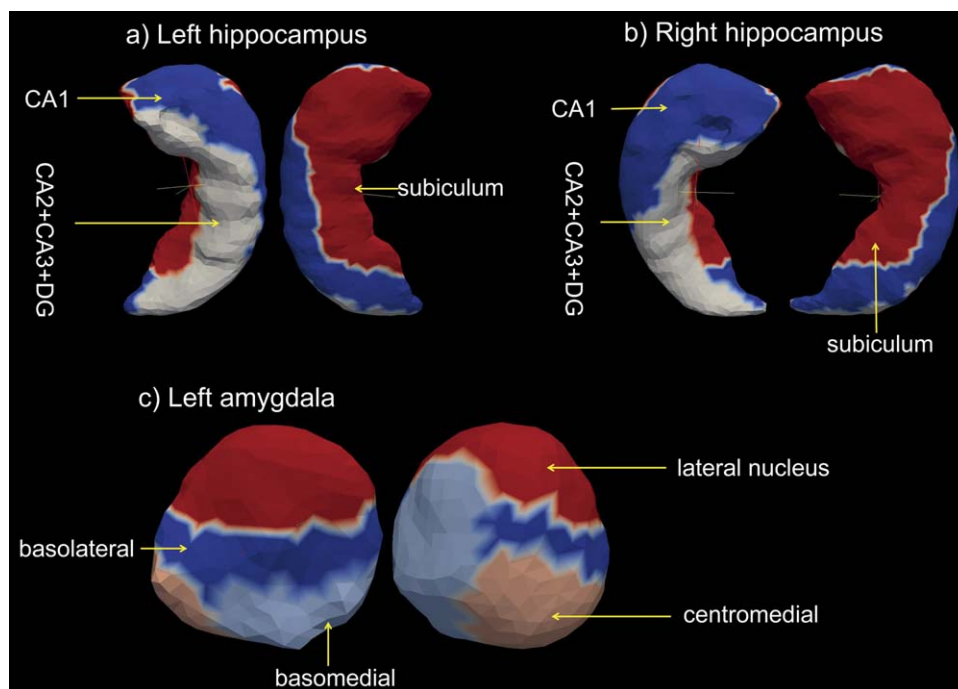 a) Left hippocampus
b) Right hippocampus
CA1
CA2+CA3+DG
subiculum
CA1
CA2+CA3+DG
subiculum
c) Left amygdala
lateral nucleus
basolateral
centromedial
basomedial